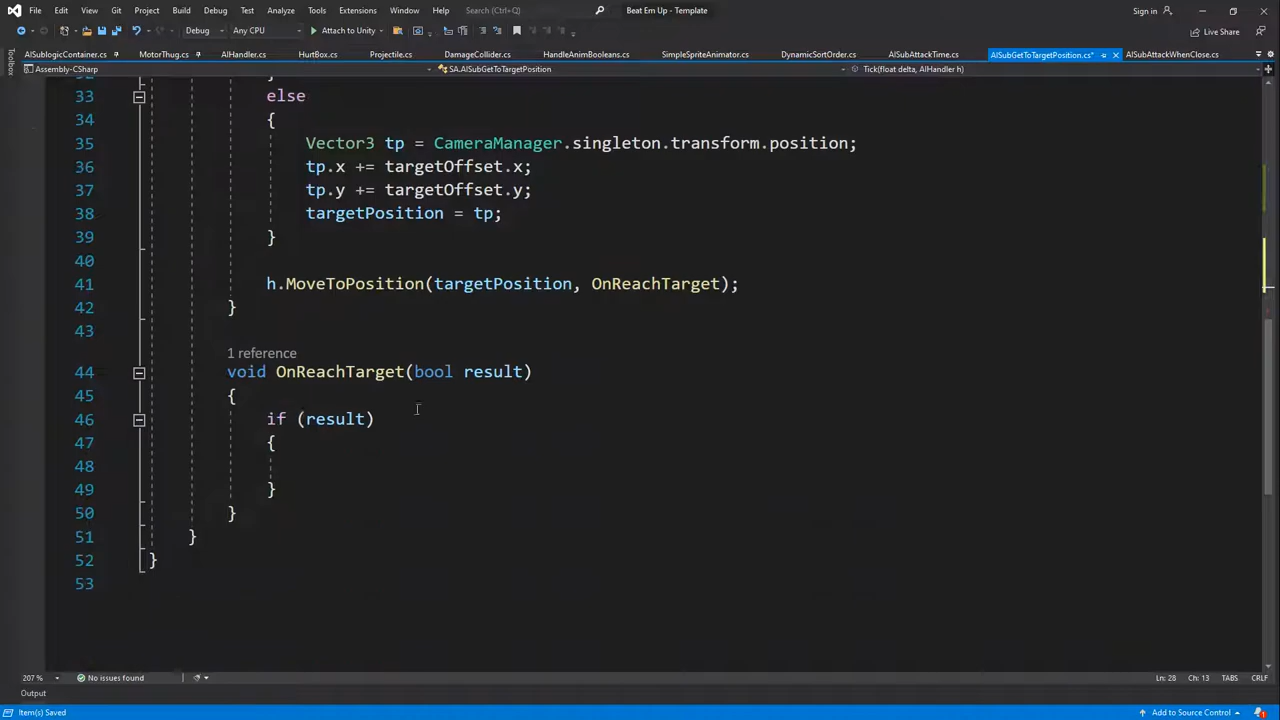 File Edit View Git Project Build Debug Test Analyze Tools Extensions Window Help Search (Ctrl+Q) Beat Em Up - Template Sign in
Debug Any CPU Attach to Unity Live Share
AISublogicContainer.cs MotorThug.cs AIHandler.cs HurtBox.cs Projectile.cs DamageCollider.cs HandleAnimBooleans.cs SimpleSpriteAnimator.cs DynamicSortOrder.cs AISubAttackTime.cs AISubGetToTargetPosition.cs* AISubAttackWhenClose.cs
Toolbox
Assembly-CSharp SA.AISubGetToTargetPosition Tick(float delta, AIHandler h)
32 }
33 else
34 {
35 Vector3 tp = CameraManager.singleton.transform.position;
36 tp.x += targetOffset.x;
37 tp.y += targetOffset.y;
38 targetPosition = tp;
39 }
40
41 h.MoveToPosition(targetPosition, OnReachTarget);
42 }
43
1 reference
44 void OnReachTarget(bool result)
45 {
46 if (result)
47 {
48
49 }
50 }
51 }
52 }
53
207 % No issues found Ln: 28 Ch: 13 TABS CRLF
Output
Item(s) Saved Add to Source Control 1